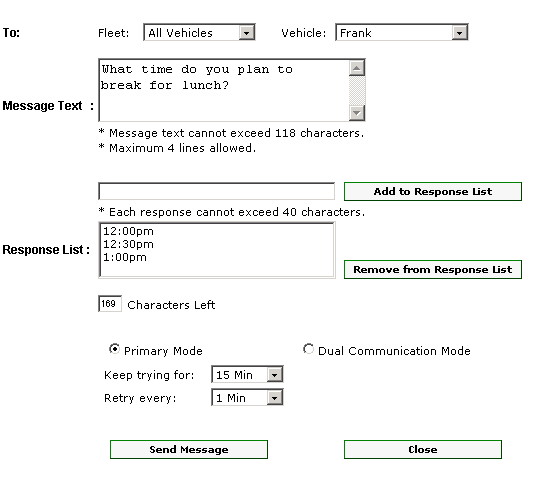 To: Fleet: All Vehicles Vehicle: Frank
What time do you plan to
break for lunch?
Message Text :
* Message text cannot exceed 118 characters.
* Maximum 4 lines allowed.
Add to Response List
* Each response cannot exceed 40 characters.
12:00pm
12:30pm
Response List :
1:00pm
Remove from Response List
169 Characters Left
Primary Mode Dual Communication Mode
Keep trying for: 15 Min
Retry every: 1 Min
Send Message Close